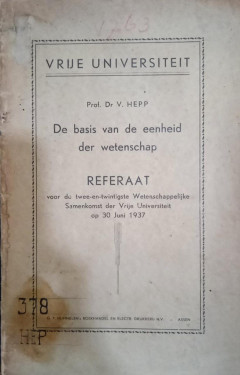 VRIJE UNIVERSITEIT
Prof. Dr V. HEPP
De basis van de eenheid
der wetenschap
REFERAAT
voor de twee-en-twintigste Wetenschappelijke
Samenkomst der Vrije Universiteit
op 30 Juni 1937
378
HEP
ASSEN